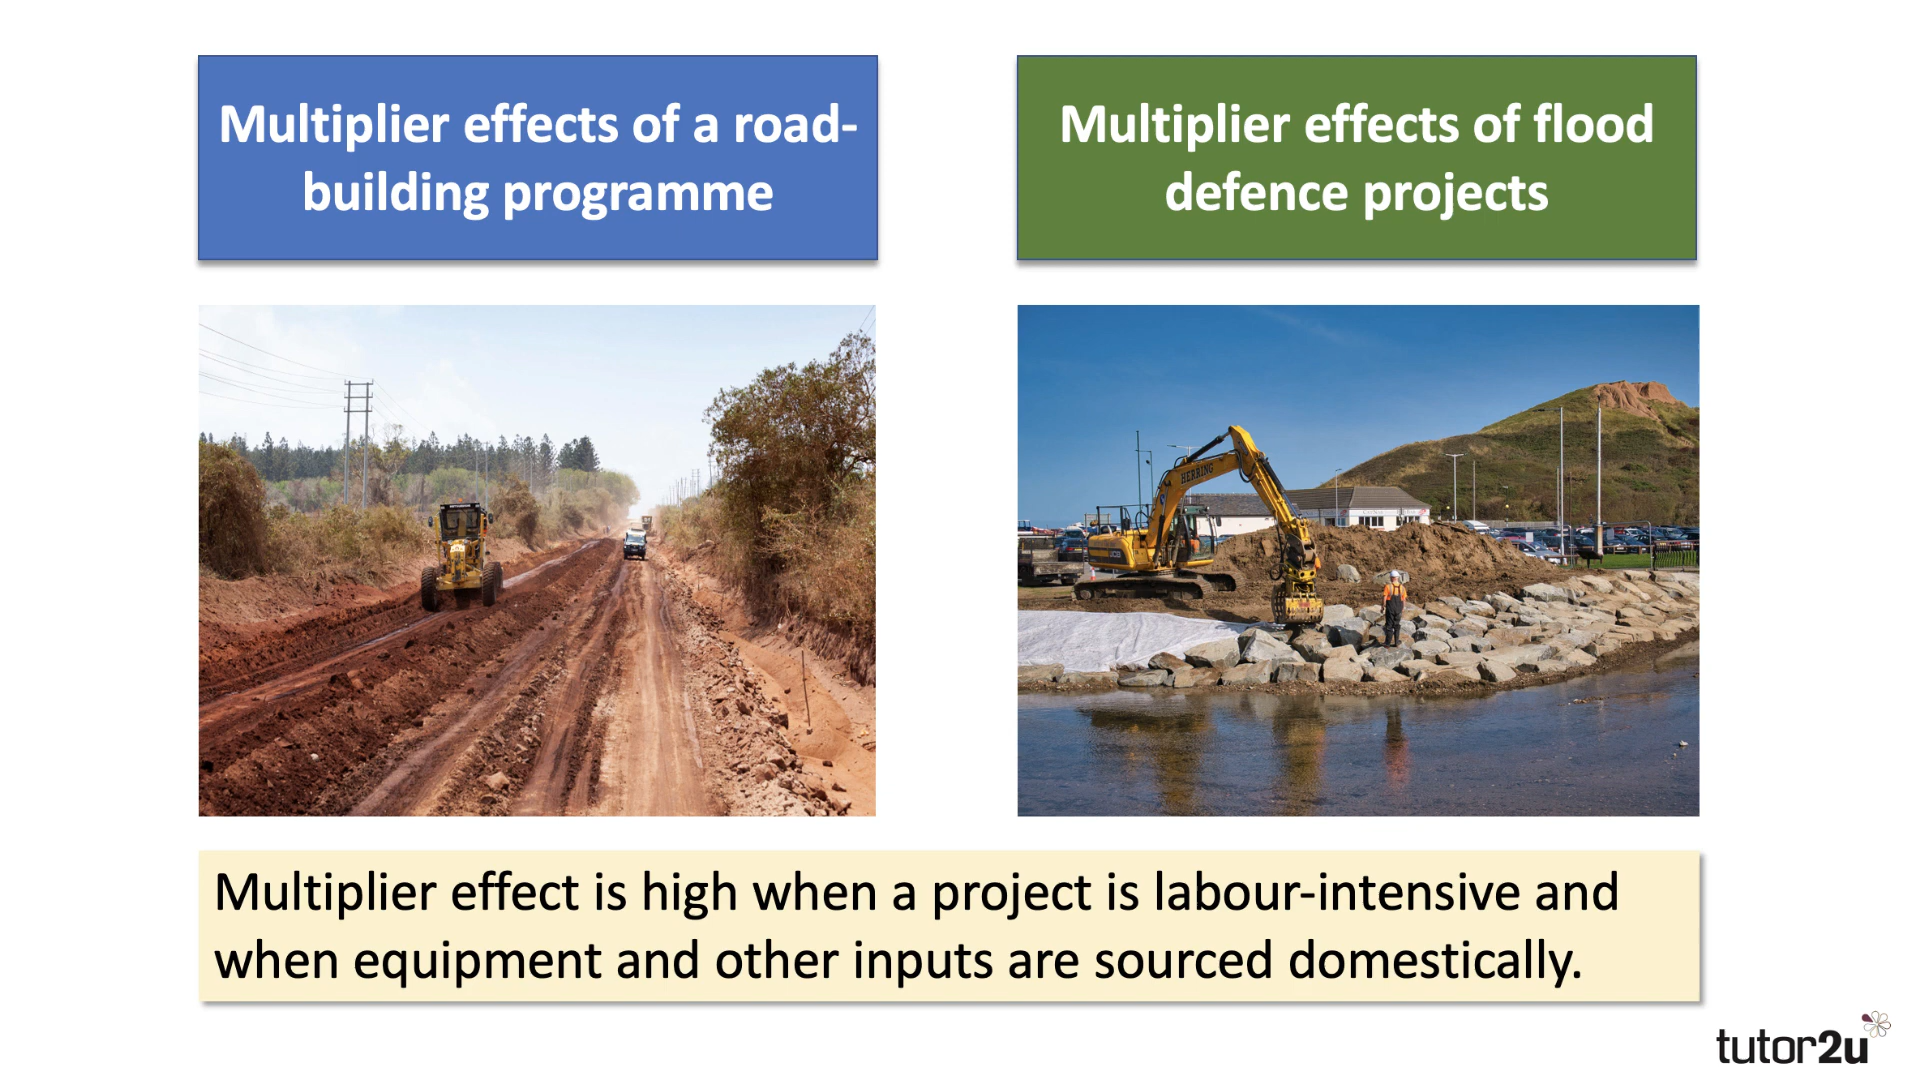 Multiplier effects of a road-
building programme
Multiplier effects of flood
defence projects
HERRING
Multiplier effect is high when a project is labour-intensive and
when equipment and other inputs are sourced domestically.
tutor2u